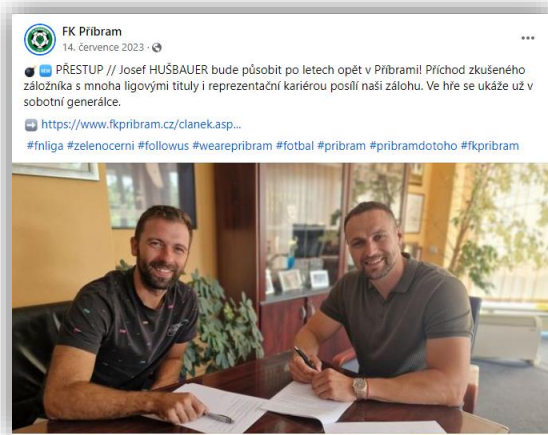 FK Příbram
14. července 2023 ·
PŘESTUP // Josef HUŠBAUER bude působit po letech opět v Příbrami! Příchod zkušeného
záložníka s mnoha ligovými tituly i reprezentační kariérou posílí naši zálohu. Ve hře se ukáže už v
sobotní generálce.
https://www.fkpribram.cz/clanek.asp...
#fnliga #zelenocerni #followus #wearepribram #fotbal #pribram #pribramdotoho #fkpribram